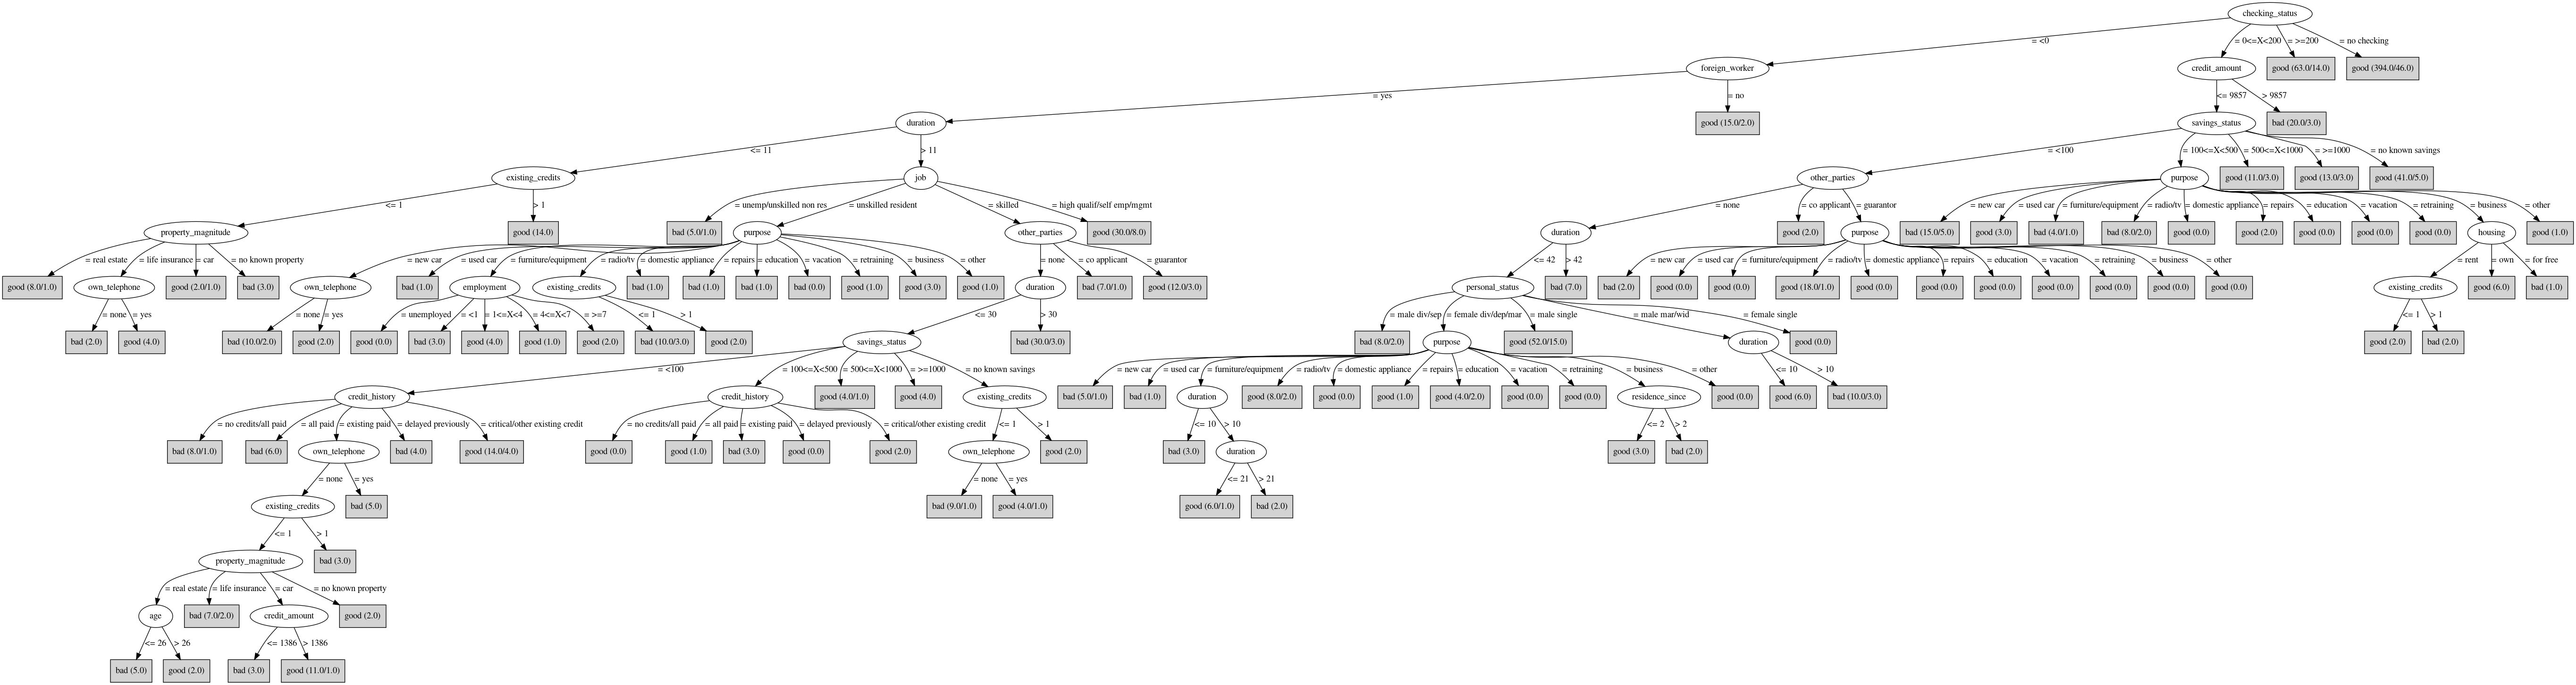 checking_status
= <0
= 0<=X<200
= >=200
= no checking
foreign_worker
credit_amount
good (63.0/14.0)
good (394.0/46.0)
= yes
= no
<= 9857
> 9857
duration
good (15.0/2.0)
savings_status
bad (20.0/3.0)
<= 11
> 11
= <100
= 100<=X<500
= 500<=X<1000
= >=1000
= no known savings
existing_credits
job
other_parties
purpose
good (11.0/3.0)
good (13.0/3.0)
good (41.0/5.0)
<= 1
> 1
= unemp/unskilled non res
= unskilled resident
= skilled
= high qualif/self emp/mgmt
= none
= co applicant
= guarantor
= new car
= used car
= furniture/equipment
= radio/tv
= domestic appliance
= repairs
= education
= vacation
= retraining
= business
= other
property_magnitude
good (14.0)
bad (5.0/1.0)
purpose
other_parties
good (30.0/8.0)
duration
good (2.0)
purpose
bad (15.0/5.0)
good (3.0)
bad (4.0/1.0)
bad (8.0/2.0)
good (0.0)
good (2.0)
good (0.0)
good (0.0)
good (0.0)
housing
good (1.0)
= real estate
= life insurance
= car
= no known property
= new car
= used car
= furniture/equipment
= radio/tv
= domestic appliance
= repairs
= education
= vacation
= retraining
= business
= other
= none
= co applicant
= guarantor
<= 42
> 42
= new car
= used car
= furniture/equipment
= radio/tv
= domestic appliance
= repairs
= education
= vacation
= retraining
= business
= other
= rent
= own
= for free
good (8.0/1.0)
own_telephone
good (2.0/1.0)
bad (3.0)
own_telephone
bad (1.0)
employment
existing_credits
bad (1.0)
bad (1.0)
bad (1.0)
bad (0.0)
good (1.0)
good (3.0)
good (1.0)
duration
bad (7.0/1.0)
good (12.0/3.0)
personal_status
bad (7.0)
bad (2.0)
good (0.0)
good (0.0)
good (18.0/1.0)
good (0.0)
good (0.0)
good (0.0)
good (0.0)
good (0.0)
good (0.0)
good (0.0)
existing_credits
good (6.0)
bad (1.0)
= none
= yes
= none
= yes
= unemployed
= <1
= 1<=X<4
= 4<=X<7
= >=7
<= 1
> 1
<= 30
> 30
= male div/sep
= female div/dep/mar
= male single
= male mar/wid
= female single
<= 1
> 1
bad (2.0)
good (4.0)
bad (10.0/2.0)
good (2.0)
good (0.0)
bad (3.0)
good (4.0)
good (1.0)
good (2.0)
bad (10.0/3.0)
good (2.0)
savings_status
bad (30.0/3.0)
bad (8.0/2.0)
purpose
good (52.0/15.0)
duration
good (0.0)
good (2.0)
bad (2.0)
= <100
= 100<=X<500
= 500<=X<1000
= >=1000
= no known savings
= new car
= used car
= furniture/equipment
= radio/tv
= domestic appliance
= repairs
= education
= vacation
= retraining
= business
= other
<= 10
> 10
credit_history
credit_history
good (4.0/1.0)
good (4.0)
existing_credits
bad (5.0/1.0)
bad (1.0)
duration
good (8.0/2.0)
good (0.0)
good (1.0)
good (4.0/2.0)
good (0.0)
good (0.0)
residence_since
good (0.0)
good (6.0)
bad (10.0/3.0)
= no credits/all paid
= all paid
= existing paid
= delayed previously
= critical/other existing credit
= no credits/all paid
= all paid
= existing paid
= delayed previously
= critical/other existing credit
<= 1
> 1
<= 10
> 10
<= 2
> 2
bad (8.0/1.0)
bad (6.0)
own_telephone
bad (4.0)
good (14.0/4.0)
good (0.0)
good (1.0)
bad (3.0)
good (0.0)
good (2.0)
own_telephone
good (2.0)
bad (3.0)
duration
good (3.0)
bad (2.0)
= none
= yes
= none
= yes
<= 21
> 21
existing_credits
bad (5.0)
bad (9.0/1.0)
good (4.0/1.0)
good (6.0/1.0)
bad (2.0)
<= 1
> 1
property_magnitude
bad (3.0)
= real estate
= life insurance
= car
= no known property
age
bad (7.0/2.0)
credit_amount
good (2.0)
<= 26
> 26
<= 1386
> 1386
bad (5.0)
good (2.0)
bad (3.0)
good (11.0/1.0)